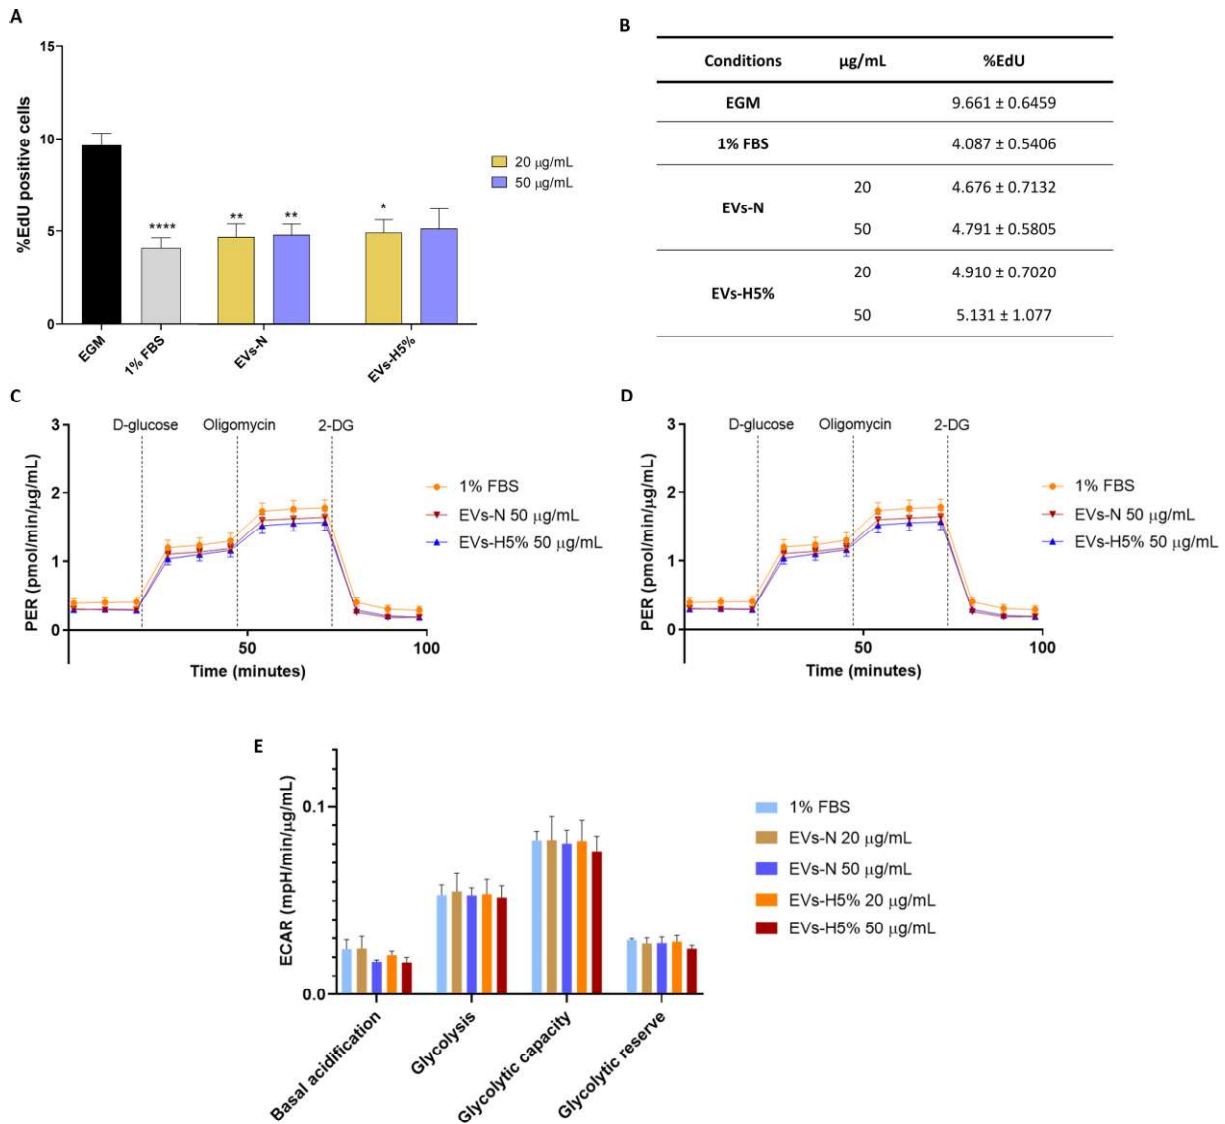 A
15
10
5
0
%EdU positive cells
****
**
**
*
EGM
1% FBS
EVs-N
EVs-H5%
20 μg/mL
50 μg/mL
B
Conditions μg/mL %EdU
EGM 9.661 ± 0.6459
1% FBS 4.087 ± 0.5406
EVs-N
20 4.676 ± 0.7132
50 4.791 ± 0.5805
EVs-H5%
20 4.910 ± 0.7020
50 5.131 ± 1.077
C
D-glucose Oligomycin 2-DG
3
2
1
0
PER (pmol/min/μg/mL)
50 100
Time (minutes)
1% FBS
EVs-N 50 μg/mL
EVs-H5% 50 μg/mL
D
D-glucose Oligomycin 2-DG
3
2
1
0
PER (pmol/min/μg/mL)
50 100
Time (minutes)
1% FBS
EVs-N 50 μg/mL
EVs-H5% 50 μg/mL
E
0.1
0.0
ECAR (mpH/min/μg/mL)
Basal acidification
Glycolysis
Glycolytic capacity
Glycolytic reserve
1% FBS
EVs-N 20 μg/mL
EVs-N 50 μg/mL
EVs-H5% 20 μg/mL
EVs-H5% 50 μg/mL